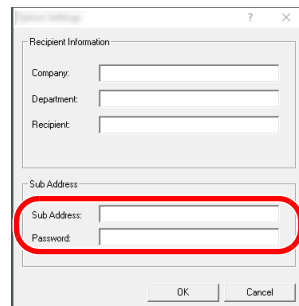 ? ×
Recipient Information
Company:
Department:
Recipient:
Sub Address
Sub Address:
Password:
OK Cancel